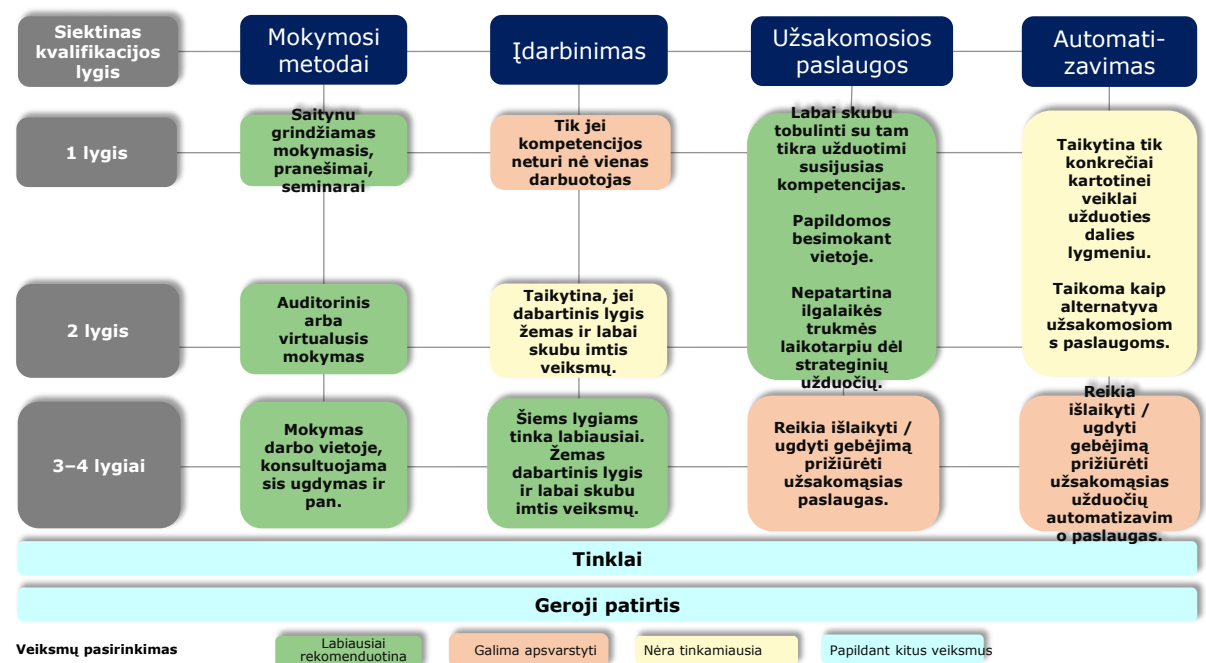 Siektinas
kvalifikacijos
lygis
Mokymosi
metodai
Įdarbinimas
Užsakomosios
paslaugos
Automati-
zavimas
1 lygis
Saitynu
grindžiamas
mokymasis,
pranešimai,
seminarai
Tik jei
kompetencijos
neturi nė vienas
darbuotojas
Labai skubu
tobulinti su tam
tikra užduotimi
susijusias
kompetencijas.
Papildomos
besimokant
vietoje.
Nepatartina
ilgalaikės
trukmės
laikotarpiu dėl
strateginių
užduočių.
Taikytina tik
konkrečiai
kartotinei
veiklai
užduoties
dalies
lygmeniu.
Taikoma kaip
alternatyva
užsakomosiom
s paslaugoms.
2 lygis
Auditorinis
arba
virtualusis
mokymas
Taikytina, jei
dabartinis lygis
žemas ir labai
skubu imtis
veiksmų.
3–4 lygiai
Mokymas
darbo vietoje,
konsultuojama
sis ugdymas ir
pan.
Šiems lygiams
tinka labiausiai.
Žemas
dabartinis lygis
ir labai skubu
imtis veiksmų.
Reikia išlaikyti /
ugdyti gebėjimą
prižiūrėti
užsakomąsias
paslaugas.
Reikia
išlaikyti /
ugdyti
gebėjimą
prižiūrėti
užsakomąsias
užduočių
automatizavim
o paslaugas.
Tinklai
Geroji patirtis
Veiksmų pasirinkimas
Labiausiai
rekomenduotina
Galima apsvarstyti
Nėra tinkamiausia
Papildant kitus veiksmus